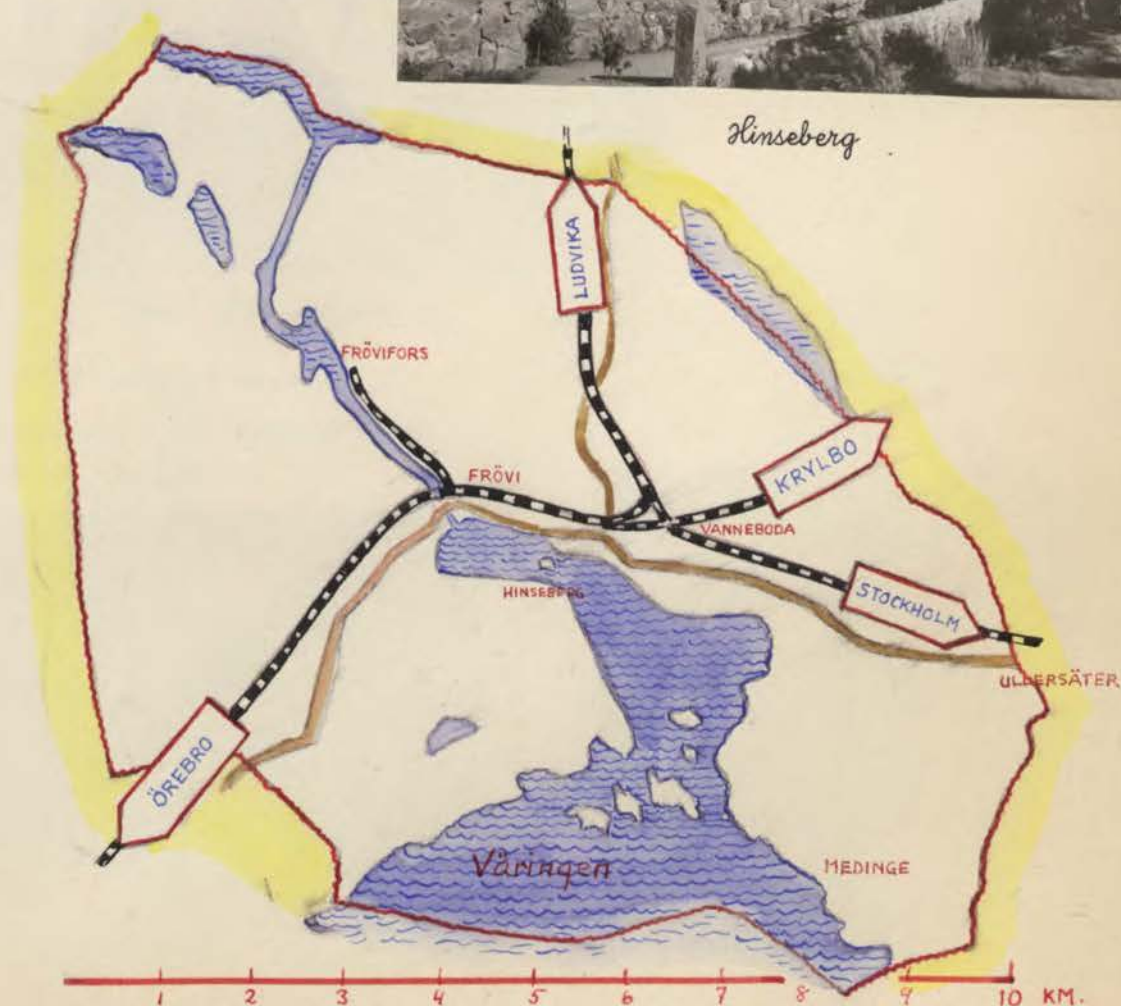 Hinseberg
LUDVIKA
FRÖVIFORS
KRYLBO
FRÖVI
VANNEBODA
HINSEBERG
STOCKHOLM
ULLERSÄTER
ÖREBRO
Våringen
MEDINGE
1 2 3 4 5 6 7 8 9 10 KM.